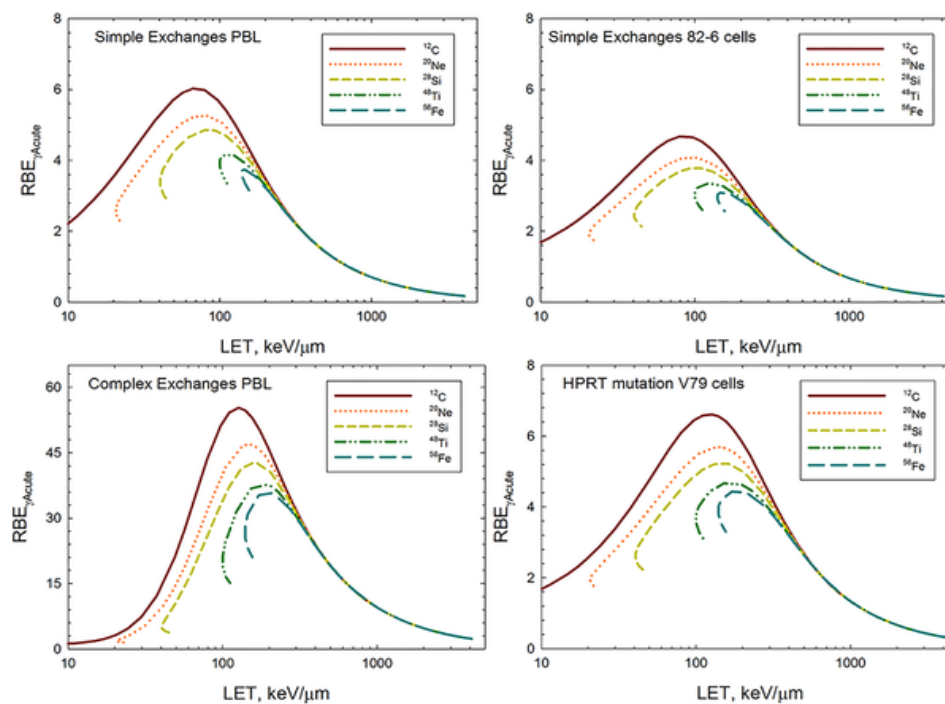 Simple Exchanges PBL
¹²C
²⁰Ne
²⁸Si
⁴⁸Ti
⁵⁶Fe
8
6
4
2
0
RBEγAcute
10
100
1000
LET, keV/μm
Simple Exchanges 82-6 cells
¹²C
²⁰Ne
²⁸Si
⁴⁸Ti
⁵⁶Fe
8
6
4
2
0
RBEγAcute
10
100
1000
LET, keV/μm
Complex Exchanges PBL
¹²C
²⁰Ne
²⁸Si
⁴⁸Ti
⁵⁶Fe
60
45
30
15
0
RBEγAcute
10
100
1000
LET, keV/μm
HPRT mutation V79 cells
¹²C
²⁰Ne
²⁸Si
⁴⁸Ti
⁵⁶Fe
8
6
4
2
0
RBEγAcute
10
100
1000
LET, keV/μm